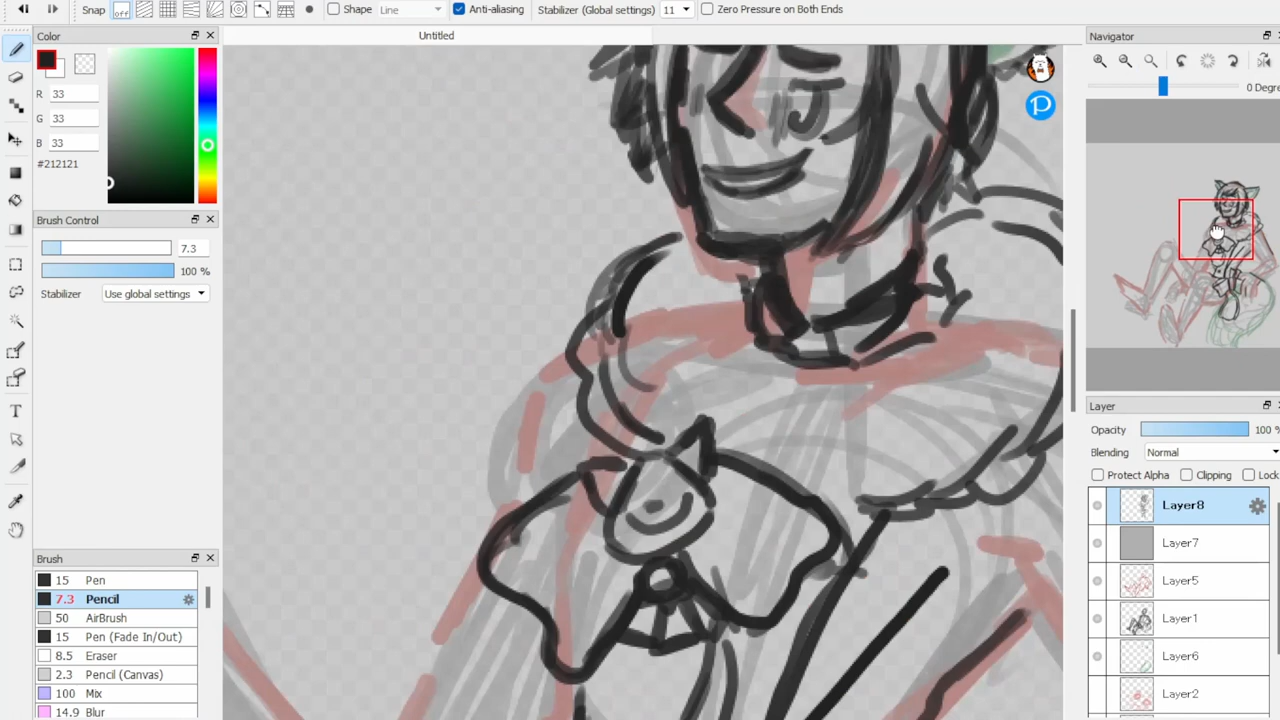 Snap off Shape Line Anti-aliasing Stabilizer (Global settings) 11 Zero Pressure on Both Ends
Color
Untitled
Navigator
R 33
G 33
B 33
#212121
0 Degre
Brush Control
7.3
100 %
Stabilizer Use global settings
Layer
Opacity 100 %
Blending Normal
Protect Alpha Clipping Lock
Layer8
Layer7
Layer5
Layer1
Layer6
Layer2
Brush
15 Pen
7.3 Pencil
50 AirBrush
15 Pen (Fade In/Out)
8.5 Eraser
2.3 Pencil (Canvas)
100 Mix
14.9 Blur
T
P